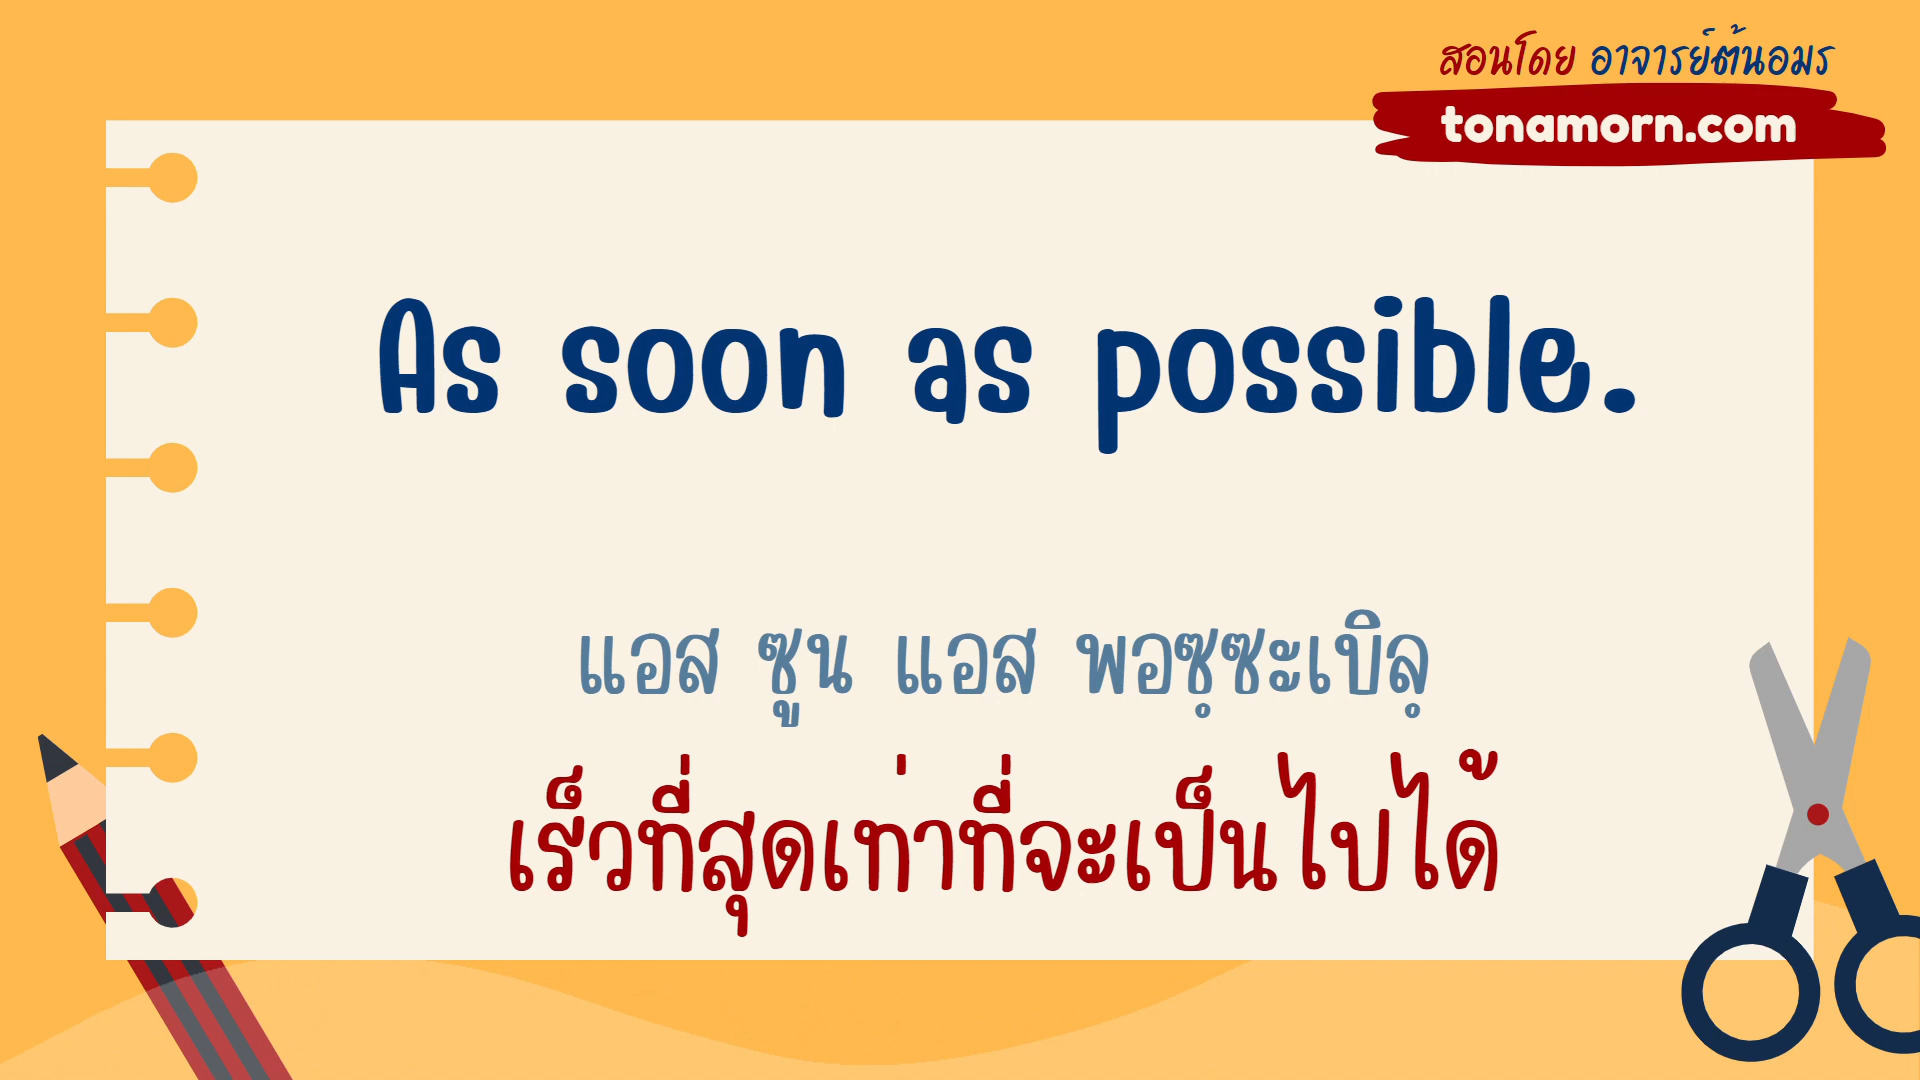 สอนโดย อาจารย์ต้นอมร
tonamorn.com
As soon as possible.
แอส ซูน แอส พอซฺซะเบิลฺ
เร็วที่สุดเท่าที่จะเป็นไปได้